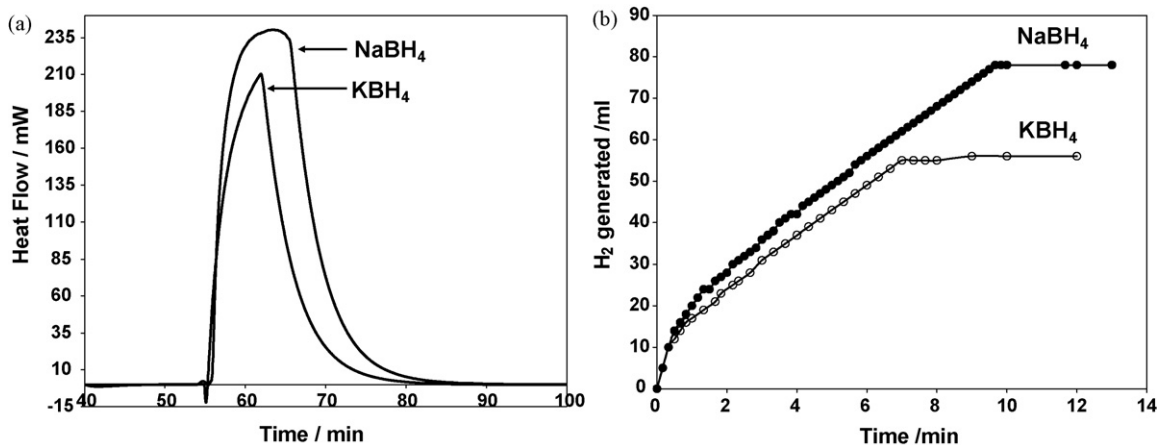 (a)
235
210
185
160
135
110
85
60
35
10
-15
Heat Flow / mW
NaBH4
KBH4
40 50 60 70 80 90 100
Time / min
(b)
90
80
70
60
50
40
30
20
10
0
H2 generated /ml
NaBH4
KBH4
0 2 4 6 8 10 12 14
Time /min